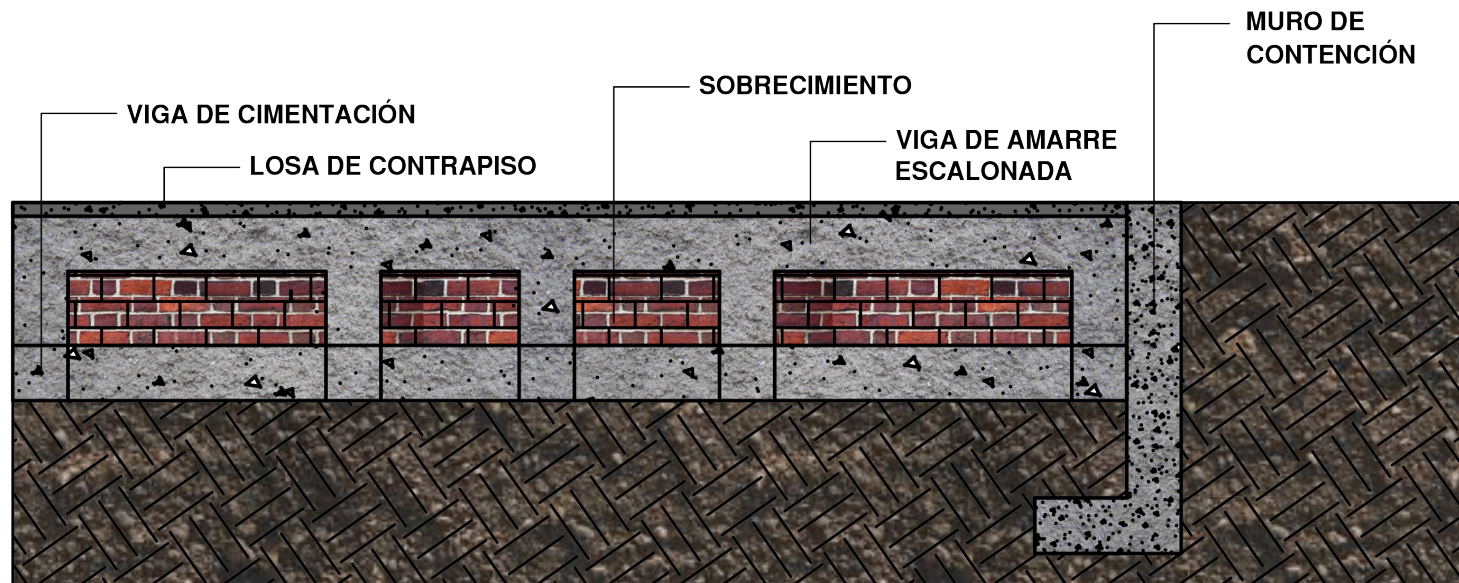 MURO DE
CONTENCIÓN
SOBRECIMIENTO
VIGA DE CIMENTACIÓN
VIGA DE AMARRE
ESCALONADA
LOSA DE CONTRAPISO